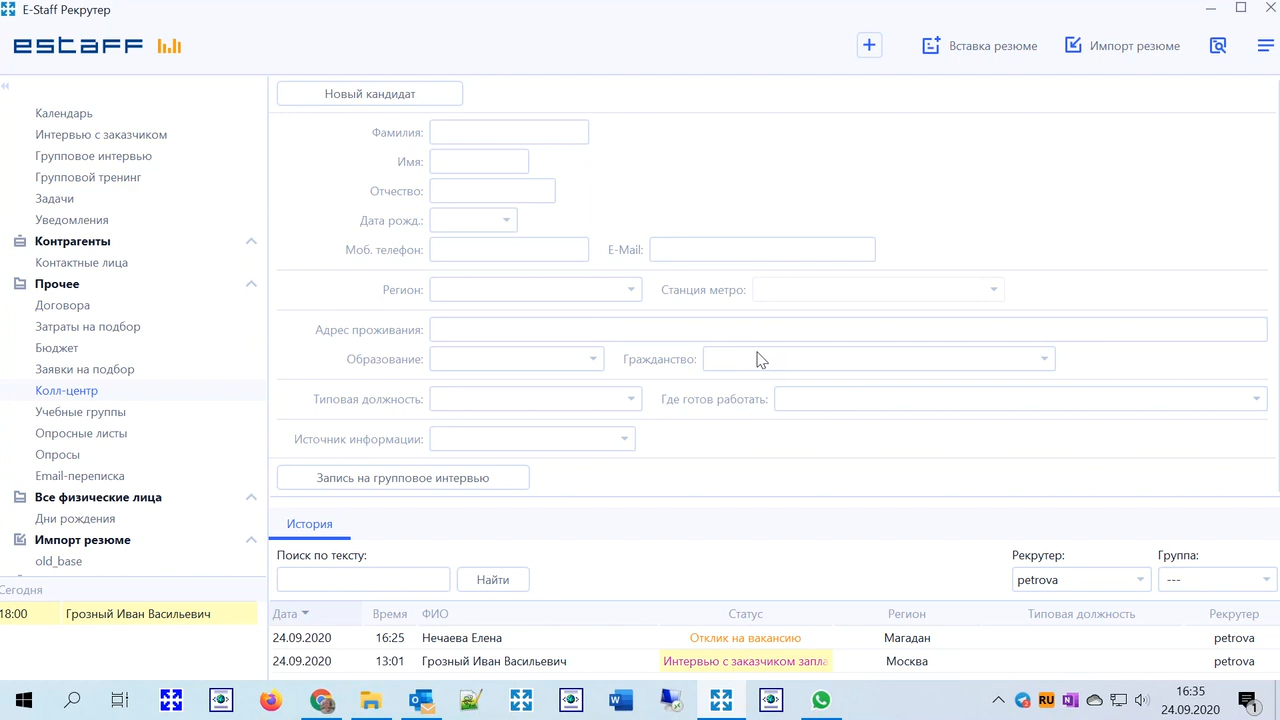 E-Staff Рекрутер
estaff
Вставка резюме
Импорт резюме
Календарь
Интервью с заказчиком
Групповое интервью
Групповой тренинг
Задачи
Уведомления
Контрагенты
Контактные лица
Прочее
Договора
Затраты на подбор
Бюджет
Заявки на подбор
Колл-центр
Учебные группы
Опросные листы
Опросы
Email-переписка
Все физические лица
Дни рождения
Импорт резюме
old_base
Сегодня
18:00 Грозный Иван Васильевич
Новый кандидат
Фамилия:
Имя:
Отчество:
Дата рожд.:
Моб. телефон: E-Mail:
Регион: Станция метро:
Адрес проживания:
Образование: Гражданство:
Типовая должность: Где готов работать:
Источник информации:
Запись на групповое интервью
История
Поиск по тексту: Рекрутер: Группа:
Найти petrova ---
Дата Время ФИО Статус Регион Типовая должность Рекрутер
24.09.2020 16:25 Нечаева Елена Отклик на вакансию Магадан petrova
24.09.2020 13:01 Грозный Иван Васильевич Интервью с заказчиком запла Москва petrova
RU 16:35
24.09.2020 1